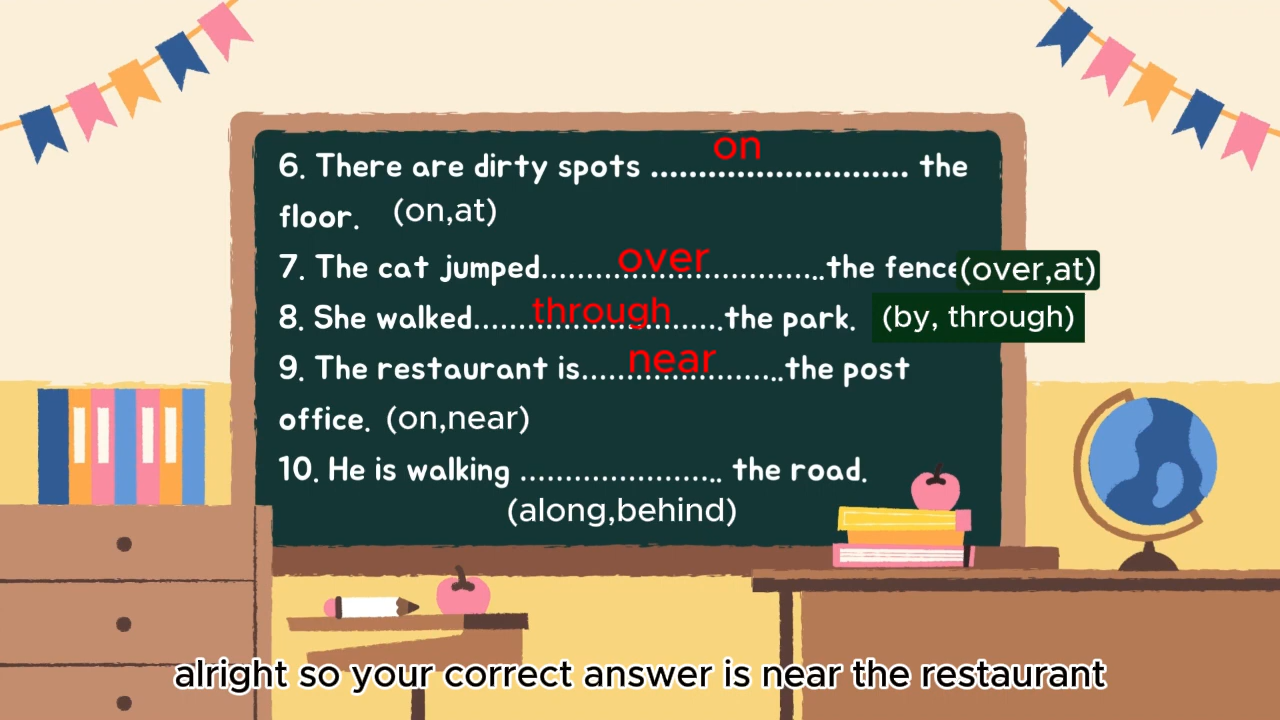 6. There are dirty spots ........................... on the
floor. (on,at)
7. The cat jumped............ over ..............the fence(over,at)
8. She walked....... through .......the park. (by, through)
9. The restaurant is...... near ........the post
office. (on,near)
10. He is walking ...................... the road.
(along,behind)
alright so your correct answer is near the restaurant